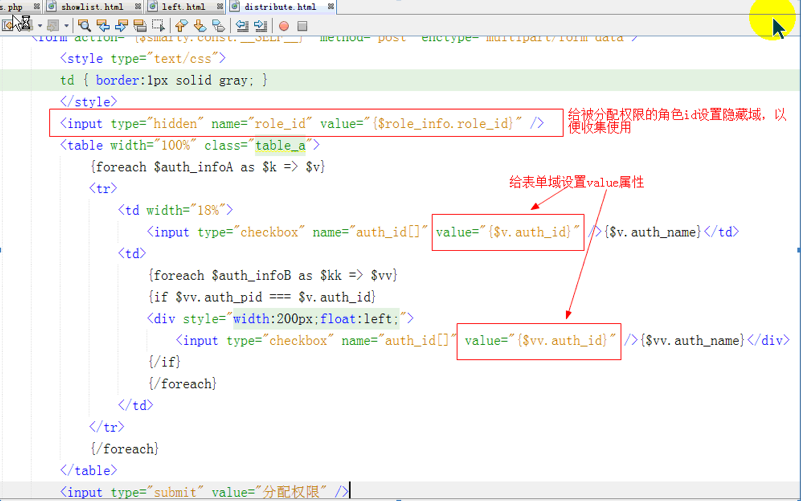 s.php showlist.html left.html distribute.html
<form action="{$smarty.const.__SELF__}" method="post" enctype="multipart/form-data">
<style type="text/css">
td { border:1px solid gray; }
</style>
<input type="hidden" name="role_id" value="{$role_info.role_id}" />
给被分配权限的角色id设置隐藏域，以
便收集使用
<table width="100%" class="table_a">
{foreach $auth_infoA as $k => $v}
给表单域设置value属性
<tr>
<td width="18%">
<input type="checkbox" name="auth_id[]" value="{$v.auth_id}" />{$v.auth_name}</td>
<td>
{foreach $auth_infoB as $kk => $vv}
{if $vv.auth_pid === $v.auth_id}
<div style="width:200px;float:left;">
<input type="checkbox" name="auth_id[]" value="{$vv.auth_id}" />{$vv.auth_name}</div>
{/if}
{/foreach}
</td>
</tr>
{/foreach}
</table>
<input type="submit" value="分配权限" />